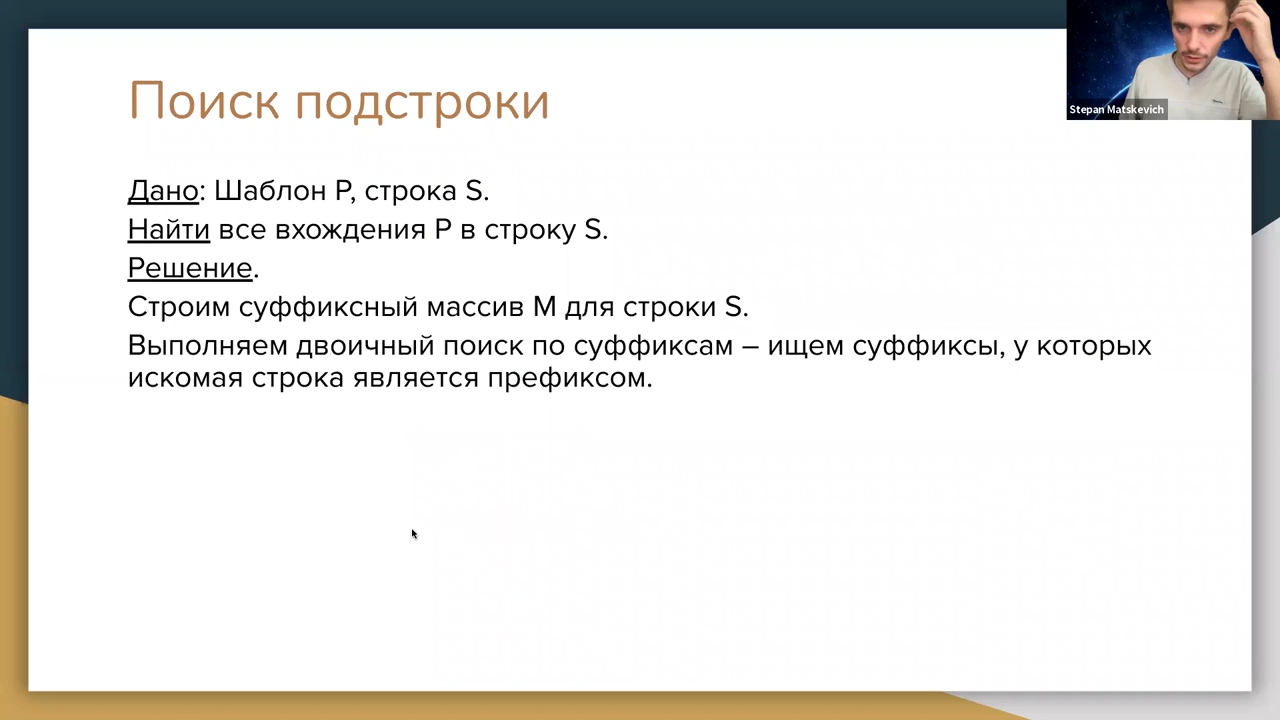 Поиск подстроки
Stepan Matskevich
Дано: Шаблон P, строка S.
Найти все вхождения P в строку S.
Решение.
Строим суффиксный массив M для строки S.
Выполняем двоичный поиск по суффиксам – ищем суффиксы, у которых
искомая строка является префиксом.